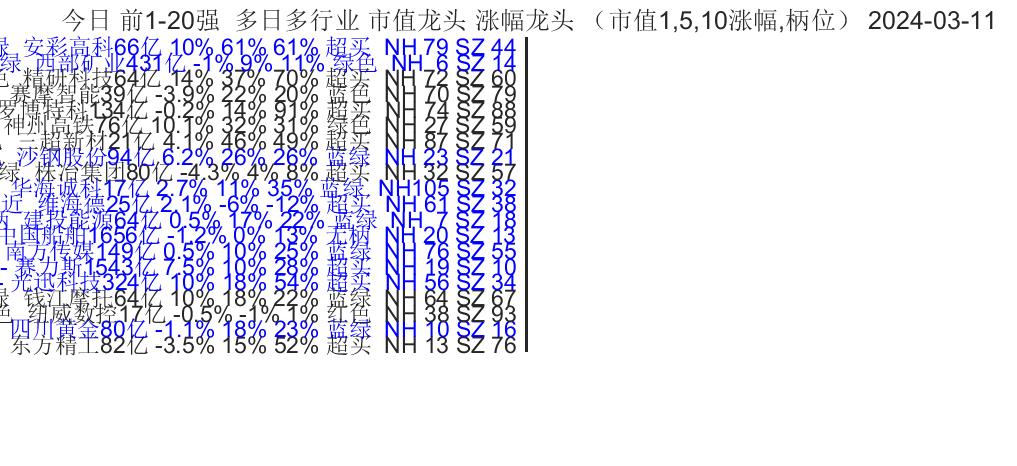 今日 前1-20强 多日多行业 市值龙头 涨幅龙头 （市值1,5,10涨幅,柄位） 2024-03-11
绿 安彩高科66亿 10% 61% 61% 超买 NH 79 SZ 44
绿 西部矿业431亿 -1% 9% 11% 绿色 NH 6 SZ 14
色 精研科技64亿 14% 37% 70% 超买 NH 72 SZ 60
赛摩智能39亿 -3.9% 22% 20% 蓝色 NH 70 SZ 79
罗博特科134亿 -0.2% 14% 91% 超买 NH 74 SZ 88
神州高铁76亿 10.1% 32% 31% 绿色 NH 27 SZ 59
三超新材21亿 4.1% 46% 49% 超买 NH 87 SZ 71
沙钢股份94亿 6.2% 26% 26% 蓝绿 NH 23 SZ 21
绿 株冶集团80亿 -4.3% 4% 8% 超买 NH 32 SZ 57
华海诚科17亿 2.7% 11% 35% 蓝绿 NH105 SZ 32
近 维海德25亿 2.1% -6% -12% 超买 NH 61 SZ 38
柄 建投能源64亿 0.5% 17% 22% 蓝绿 NH 7 SZ 18
中国船舶1656亿 -1.2% 0% 13% 无柄 NH 20 SZ 13
南方传媒149亿 0.5% 10% 25% 蓝绿 NH 76 SZ 55
- 赛力斯1543亿 7.5% 10% 28% 超买 NH 19 SZ 10
- 光迅科技324亿 10% 18% 54% 超买 NH 56 SZ 34
绿 钱江摩托64亿 10% 18% 22% 蓝绿 NH 64 SZ 67
色 纽威数控17亿 -0.5% -1% 1% 红色 NH 38 SZ 93
四川黄金80亿 -1.1% 18% 23% 蓝绿 NH 10 SZ 16
东方精工82亿 -3.5% 15% 52% 超买 NH 13 SZ 76